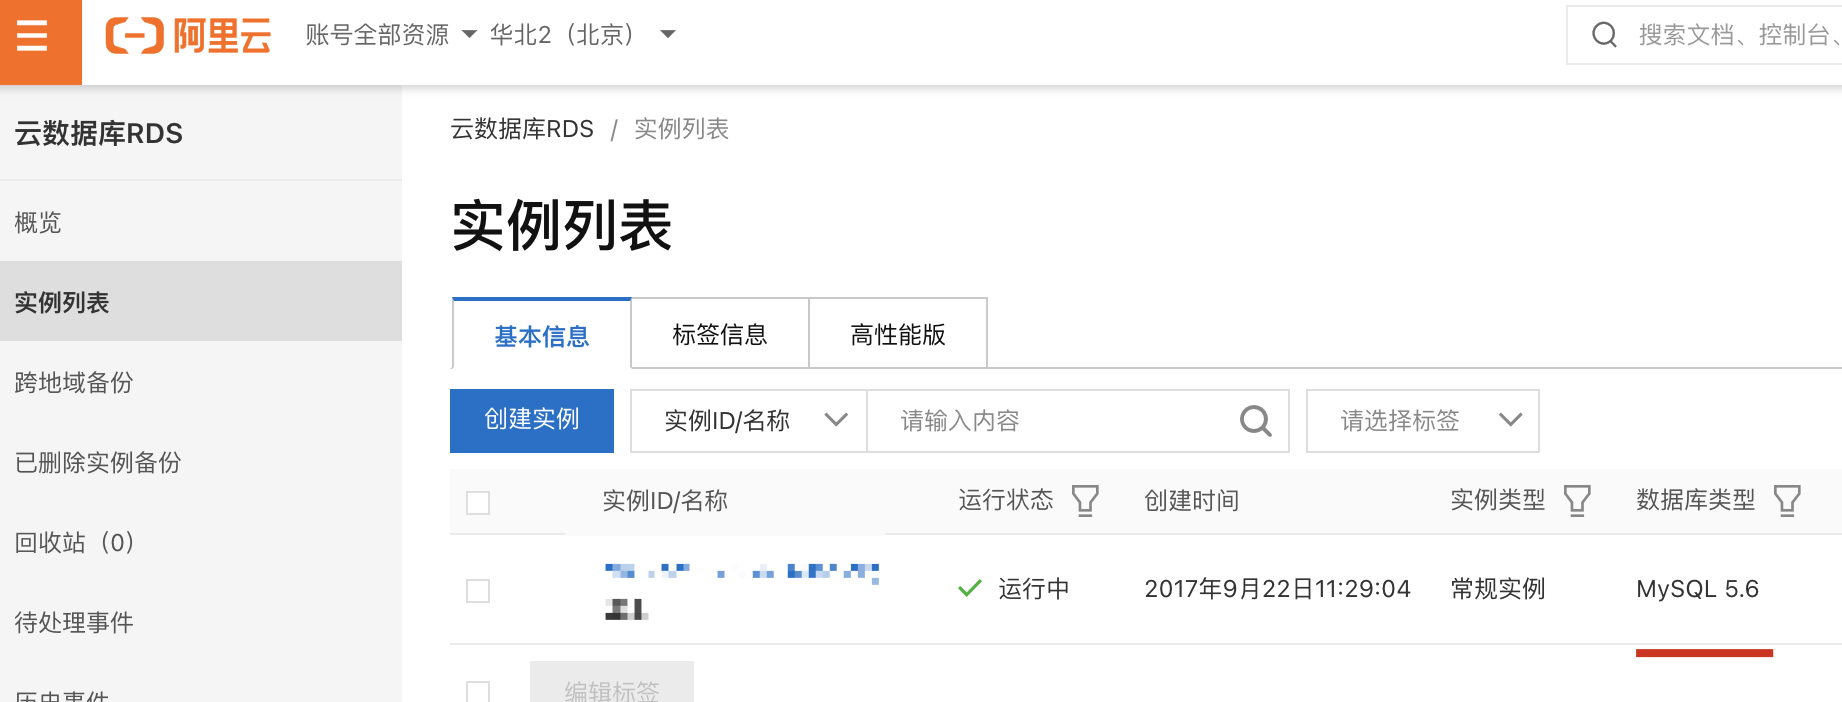 阿里云 账号全部资源 华北2（北京） 搜索文档、控制台、
云数据库RDS
概览
实例列表
跨地域备份
已删除实例备份
回收站（0）
待处理事件
历史事件
云数据库RDS / 实例列表
实例列表
基本信息 标签信息 高性能版
创建实例 实例ID/名称 请输入内容 请选择标签
实例ID/名称 运行状态 创建时间 实例类型 数据库类型
运行中 2017年9月22日11:29:04 常规实例 MySQL 5.6
编辑标签